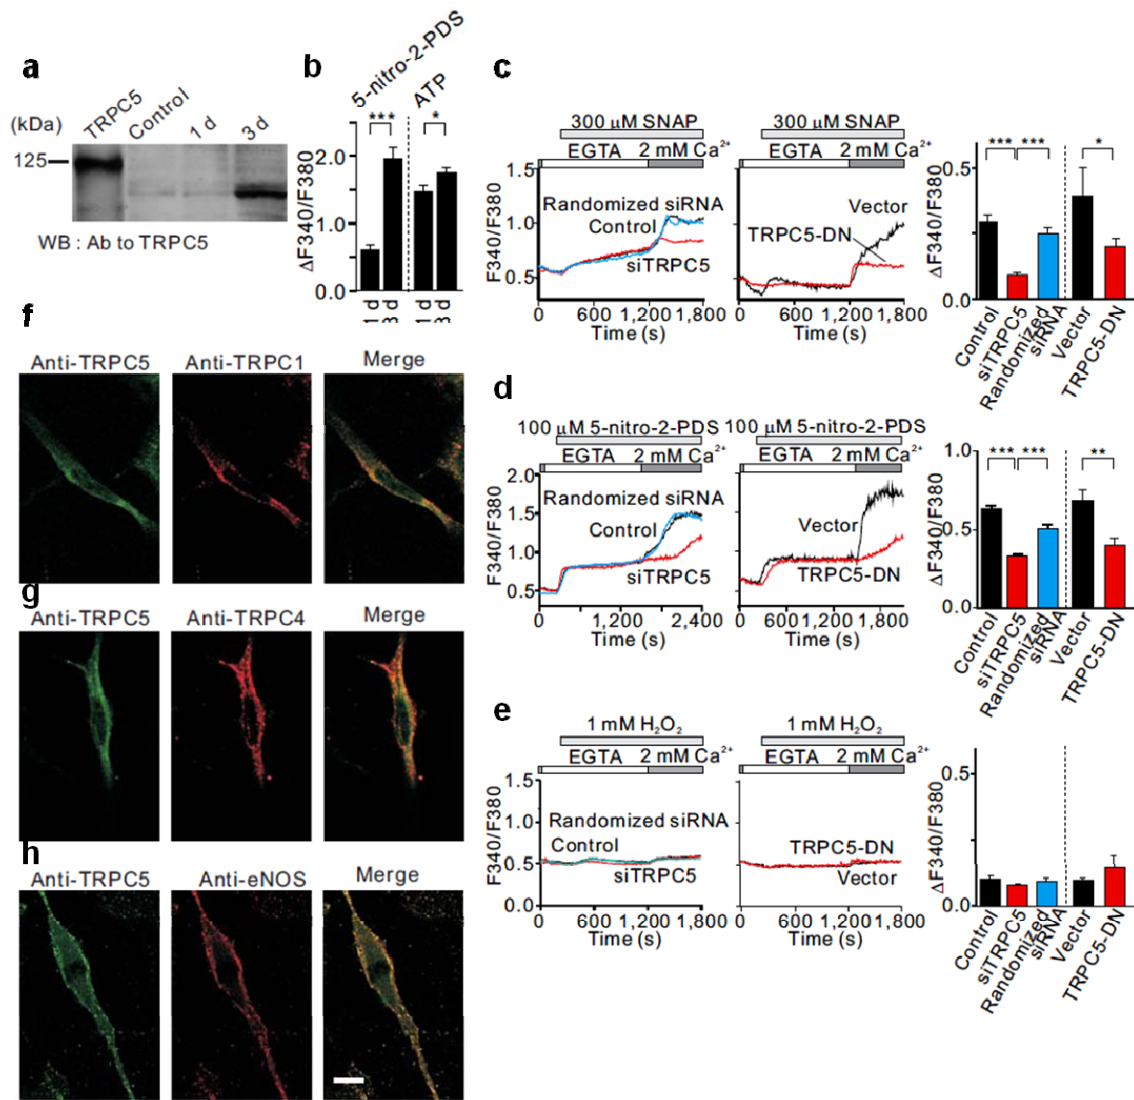 a
TRPC5
Control
1 d
3 d
(kDa)
125
WB : Ab to TRPC5
b
5-nitro-2-PDS
ATP
***
*
ΔF340/F380
2.0
1.0
0.0
1 d
3 d
1 d
3 d
c
300 μM SNAP
EGTA 2 mM Ca²⁺
F340/F380
1.5
1.0
0.5
Randomized siRNA
Control
siTRPC5
0 600 1,200 1,800
Time (s)
300 μM SNAP
EGTA 2 mM Ca²⁺
Vector
TRPC5-DN
0 600 1,200 1,800
Time (s)
*** *** *
ΔF340/F380
0.5
0.0
Control
siTRPC5
Randomized
siRNA
Vector
TRPC5-DN
d
100 μM 5-nitro-2-PDS
EGTA 2 mM Ca²⁺
F340/F380
2.0
1.5
1.0
0.5
Randomized siRNA
Control
siTRPC5
0 1,200 2,400
Time (s)
100 μM 5-nitro-2-PDS
EGTA 2 mM Ca²⁺
Vector
TRPC5-DN
0 600 1,200 1,800
Time (s)
*** *** **
ΔF340/F380
1.0
0.5
0.0
Control
siTRPC5
Randomized
siRNA
Vector
TRPC5-DN
e
1 mM H₂O₂
EGTA 2 mM Ca²⁺
F340/F380
1.5
1.0
0.5
0.0
Randomized siRNA
Control
siTRPC5
0 600 1,200 1,800
Time (s)
1 mM H₂O₂
EGTA 2 mM Ca²⁺
TRPC5-DN
Vector
0 600 1,200 1,800
Time (s)
ΔF340/F380
0.5
0.0
Control
siTRPC5
Randomized
siRNA
Vector
TRPC5-DN
f
Anti-TRPC5 Anti-TRPC1 Merge
g
Anti-TRPC5 Anti-TRPC4 Merge
h
Anti-TRPC5 Anti-eNOS Merge